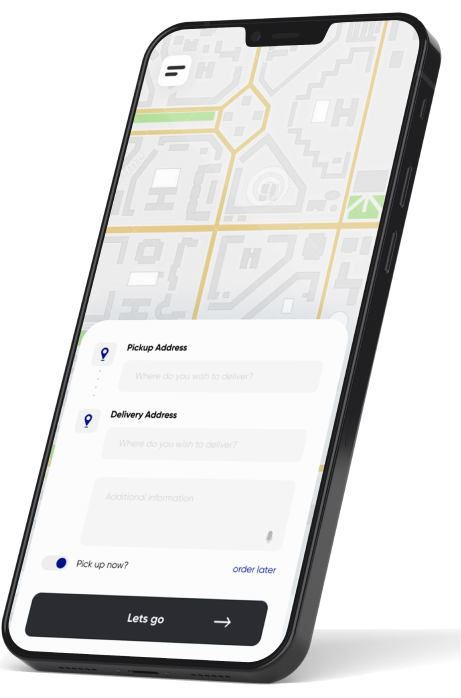 Pickup Address
Where do you wish to deliver?
Delivery Address
Where do you wish to deliver?
Additional information
Pick up now?
order later
Lets go